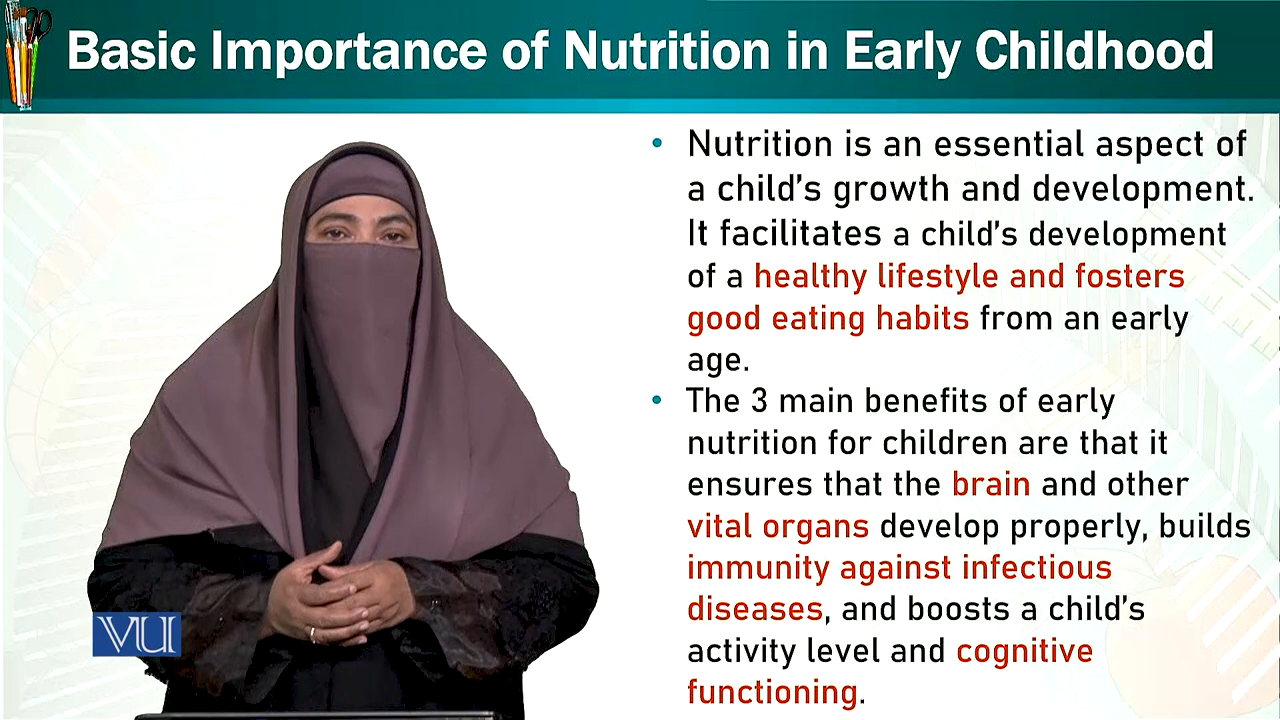 Basic Importance of Nutrition in Early Childhood
• Nutrition is an essential aspect of
a child's growth and development.
It facilitates a child's development
of a healthy lifestyle and fosters
good eating habits from an early
age.
• The 3 main benefits of early
nutrition for children are that it
ensures that the brain and other
vital organs develop properly, builds
immunity against infectious
diseases, and boosts a child's
activity level and cognitive
functioning.
VU